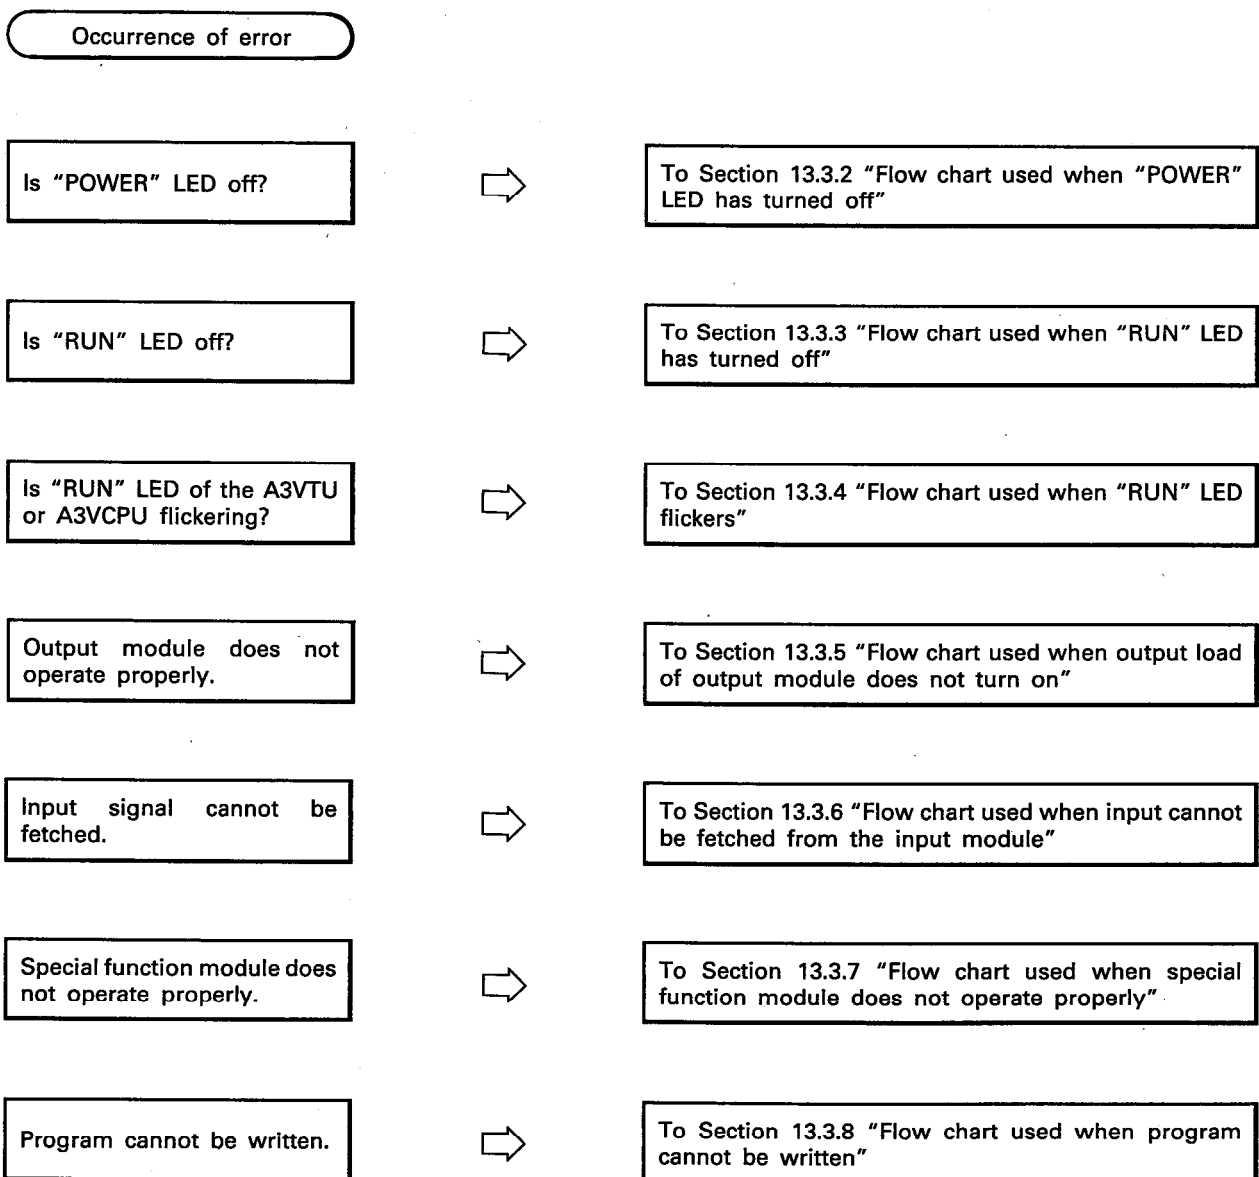 Occurrence of error
Is "POWER" LED off?
To Section 13.3.2 "Flow chart used when "POWER"
LED has turned off"
Is "RUN" LED off?
To Section 13.3.3 "Flow chart used when "RUN" LED
has turned off"
Is "RUN" LED of the A3VTU
or A3VCPU flickering?
To Section 13.3.4 "Flow chart used when "RUN" LED
flickers"
Output module does not
operate properly.
To Section 13.3.5 "Flow chart used when output load
of output module does not turn on"
Input signal cannot be
fetched.
To Section 13.3.6 "Flow chart used when input cannot
be fetched from the input module"
Special function module does
not operate properly.
To Section 13.3.7 "Flow chart used when special
function module does not operate properly"
Program cannot be written.
To Section 13.3.8 "Flow chart used when program
cannot be written"